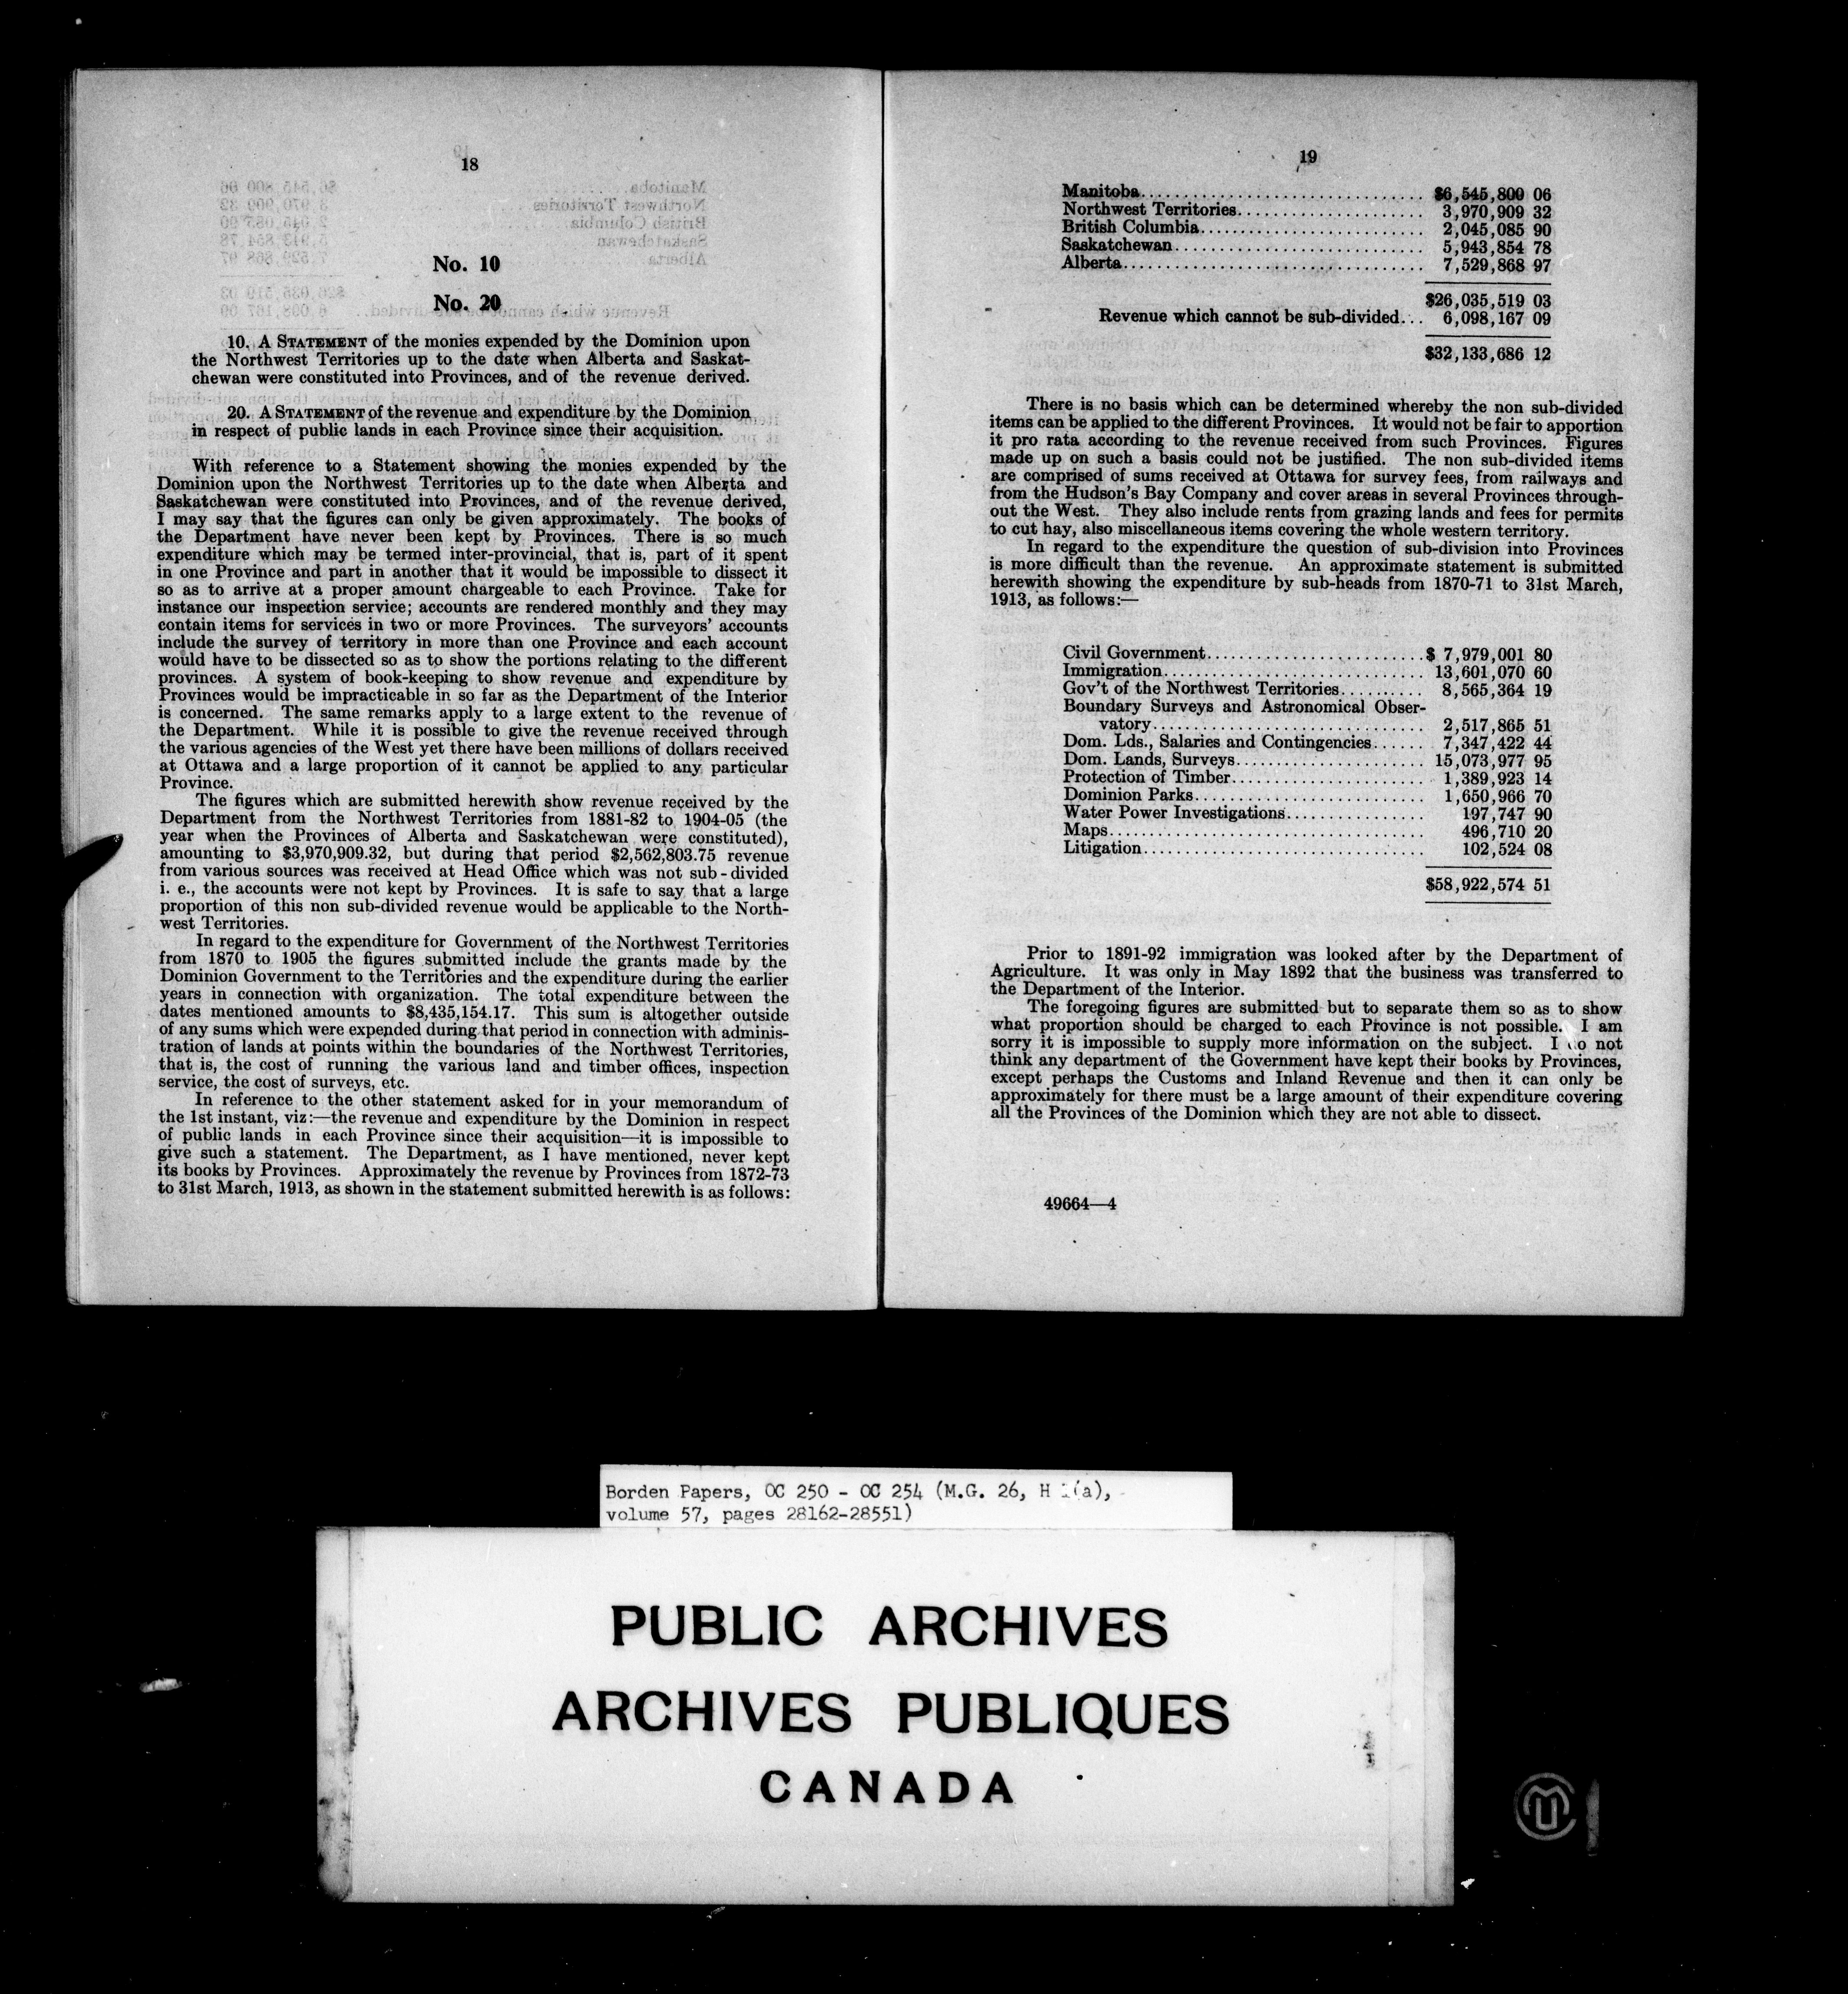 18
No. 10
No. 20
10. A STATEMENT of the monies expended by the Dominion upon
the Northwest Territories up to the date when Alberta and Saskat-
chewan were constituted into Provinces, and of the revenue derived.
20. A STATEMENT of the revenue and expenditure by the Dominion
in respect of public lands in each Province since their acquisition.
With reference to a Statement showing the monies expended by the
Dominion upon the Northwest Territories up to the date when Alberta and
Saskatchewan were constituted into Provinces, and of the revenue derived,
I may say that the figures can only be given approximately. The books of
the Department have never been kept by Provinces. There is so much
expenditure which may be termed inter-provincial, that is, part of it spent
in one Province and part in another that it would be impossible to dissect it
so as to arrive at a proper amount chargeable to each Province. Take for
instance our inspection service; accounts are rendered monthly and they may
contain items for services in two or more Provinces. The surveyors' accounts
include the survey of territory in more than one Province and each account
would have to be dissected so as to show the portions relating to the different
provinces. A system of book-keeping to show revenue and expenditure by
Provinces would be impracticable in so far as the Department of the Interior
is concerned. The same remarks apply to a large extent to the revenue of
the Department. While it is possible to give the revenue received through
the various agencies of the West yet there have been millions of dollars received
at Ottawa and a large proportion of it cannot be applied to any particular
Province.
The figures which are submitted herewith show revenue received by the
Department from the Northwest Territories from 1881-82 to 1904-05 (the
year when the Provinces of Alberta and Saskatchewan were constituted),
amounting to $3,970,909.32, but during that period $2,562,803.75 revenue
from various sources was received at Head Office which was not sub-divided
i. e., the accounts were not kept by Provinces. It is safe to say that a large
proportion of this non sub-divided revenue would be applicable to the North-
west Territories.
In regard to the expenditure for Government of the Northwest Territories
from 1870 to 1905 the figures submitted include the grants made by the
Dominion Government to the Territories and the expenditure during the earlier
years in connection with organization. The total expenditure between the
dates mentioned amounts to $8,435,154.17. This sum is altogether outside
of any sums which were expended during that period in connection with adminis-
tration of lands at points within the boundaries of the Northwest Territories,
that is, the cost of running the various land and timber offices, inspection
service, the cost of surveys, etc.
In reference to the other statement asked for in your memorandum of
the 1st instant, viz:—the revenue and expenditure by the Dominion in respect
of public lands in each Province since their acquisition—it is impossible to
give such a statement. The Department, as I have mentioned, never kept
its books by Provinces. Approximately the revenue by Provinces from 1872-73
to 31st March, 1913, as shown in the statement submitted herewith is as follows:
19
Manitoba.................................. $6,545,800 06
Northwest Territories...................... 3,970,909 32
British Columbia........................... 2,045,085 90
Saskatchewan.............................. 5,943,854 78
Alberta.................................... 7,529,868 97
$26,035,519 03
Revenue which cannot be sub-divided... 6,098,167 09
$32,133,686 12
There is no basis which can be determined whereby the non sub-divided
items can be applied to the different Provinces. It would not be fair to apportion
it pro rata according to the revenue received from such Provinces. Figures
made up on such a basis could not be justified. The non sub-divided items
are comprised of sums received at Ottawa for survey fees, from railways and
from the Hudson's Bay Company and cover areas in several Provinces through-
out the West. They also include rents from grazing lands and fees for permits
to cut hay, also miscellaneous items covering the whole western territory.
In regard to the expenditure the question of sub-division into Provinces
is more difficult than the revenue. An approximate statement is submitted
herewith showing the expenditure by sub-heads from 1870-71 to 31st March,
1913, as follows:—
Civil Government..........................$ 7,979,001 80
Immigration............................... 13,601,070 60
Gov't of the Northwest Territories.......... 8,565,364 19
Boundary Surveys and Astronomical Obser-
vatory................................. 2,517,865 51
Dom. Lds., Salaries and Contingencies...... 7,347,422 44
Dom. Lands, Surveys....................... 15,073,977 95
Protection of Timber....................... 1,389,923 14
Dominion Parks............................ 1,650,966 70
Water Power Investigations................. 197,747 90
Maps...................................... 496,710 20
Litigation.................................. 102,524 08
$58,922,574 51
Prior to 1891-92 immigration was looked after by the Department of
Agriculture. It was only in May 1892 that the business was transferred to
the Department of the Interior.
The foregoing figures are submitted but to separate them so as to show
what proportion should be charged to each Province is not possible. I am
sorry it is impossible to supply more information on the subject. I do not
think any department of the Government have kept their books by Provinces,
except perhaps the Customs and Inland Revenue and then it can only be
approximately for there must be a large amount of their expenditure covering
all the Provinces of the Dominion which they are not able to dissect.
49664—4
Borden Papers, OC 250 - OC 254 (M.G. 26, H 1(a),
volume 57, pages 28162-28551)
PUBLIC ARCHIVES
ARCHIVES PUBLIQUES
CANADA